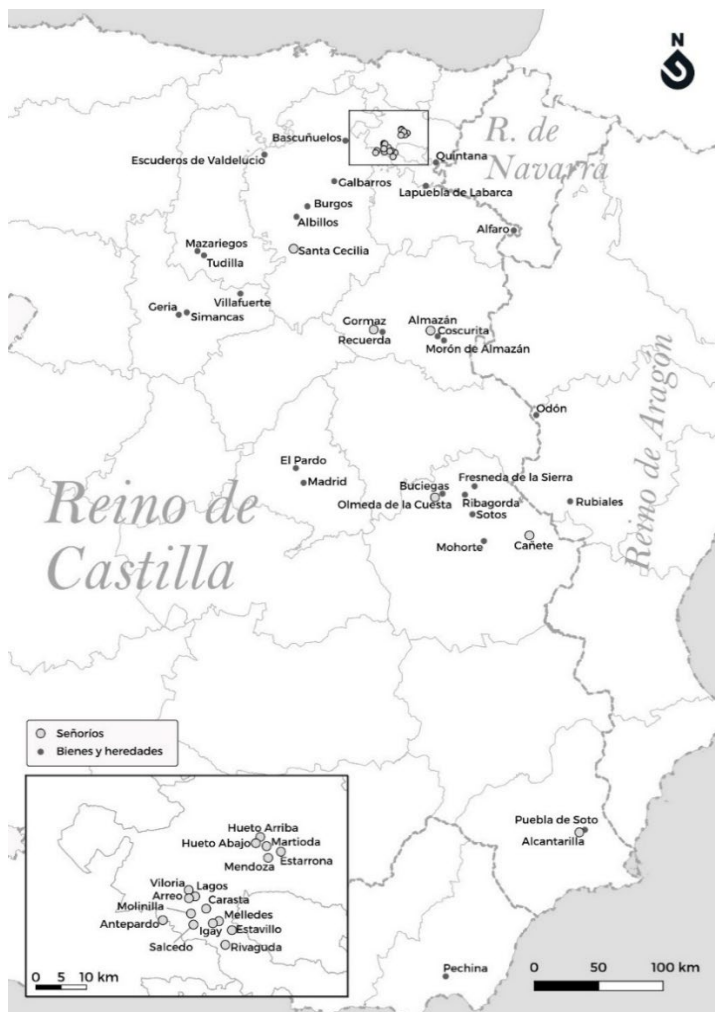 N
R. de
Navarra
Bascuñuelos
Escuderos de Valdelucio
Quintana
Galbarros
Lapuebla de Labarca
Burgos
Albillos
Alfaro
Mazariegos
Tudilla
Santa Cecilia
Villafuerte
Geria
Simancas
Gormaz
Almazán
Recuerda
Coscurita
Morón de Almazán
Odón
Reino de Aragón
El Pardo
Madrid
Reino de
Castilla
Fresneda de la Sierra
Buciegas
Olmeda de la Cuesta
Ribagorda
Rubiales
Sotos
Mohorte
Cañete
Señoríos
Bienes y heredades
Puebla de Soto
Alcantarilla
Pechina
0 50 100 km
Hueto Arriba
Hueto Abajo
Martioda
Mendoza
Estarrona
Viloria
Lagos
Arreo
Carasta
Molinilla
Melledes
Antepardo
Igay
Estavillo
Salcedo
Rivaguda
0 5 10 km